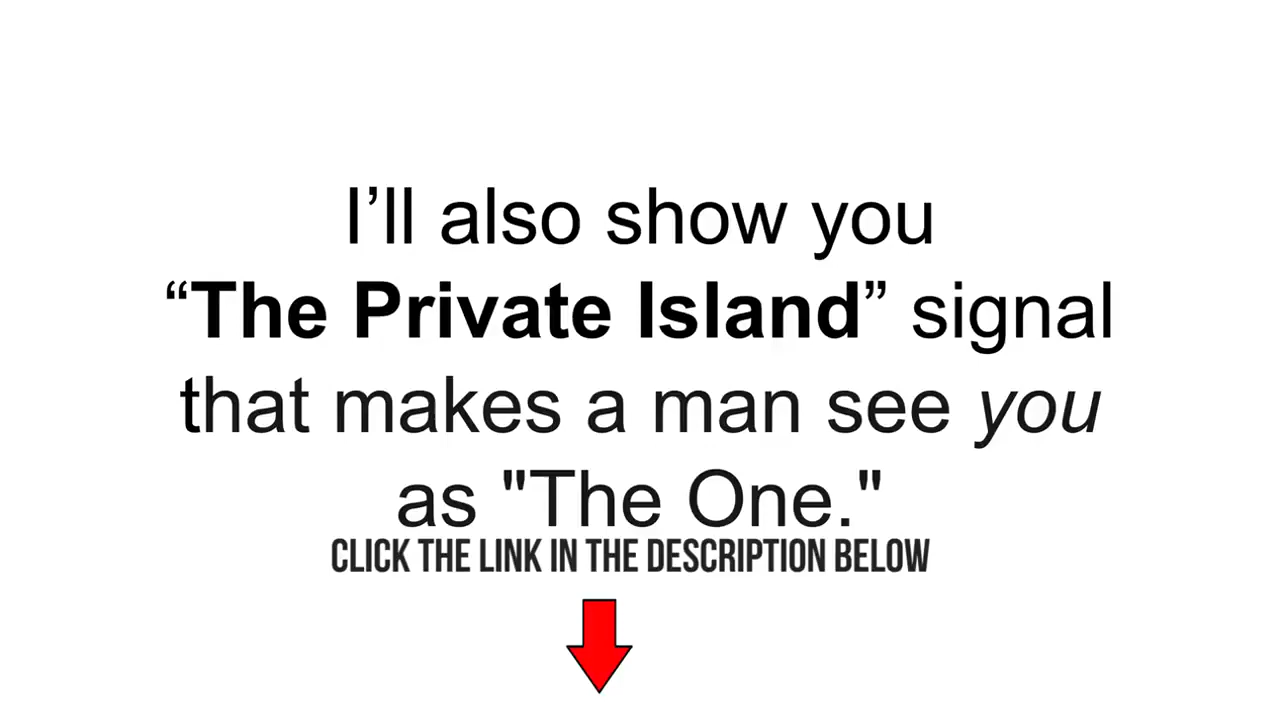 I’ll also show you
“The Private Island” signal
that makes a man see you
as "The One."
CLICK THE LINK IN THE DESCRIPTION BELOW